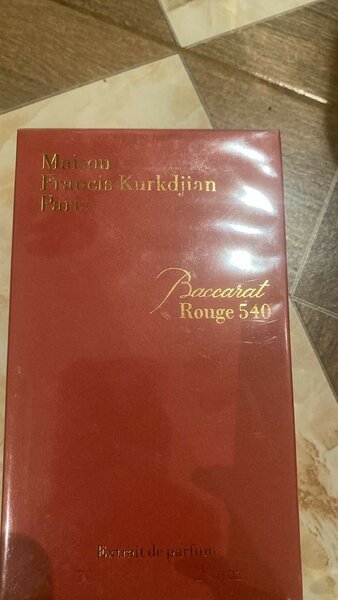 Maison
Francis Kurkdjian
Paris
Baccarat
Rouge 540
Extrait de parfum